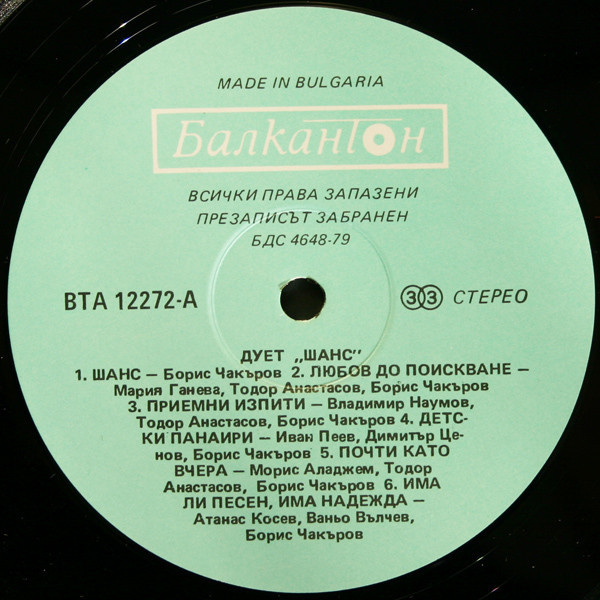 MADE IN BULGARIA
Балкантон
ВСИЧКИ ПРАВА ЗАПАЗЕНИ
ПРЕЗАПИСЪТ ЗАБРАНЕН
БДС 4648-79
ВТА 12272-А
33 СТЕРЕО
ДУЕТ „ШАНС”
1. ШАНС — Борис Чакъров 2. ЛЮБОВ ДО ПОИСКВАНЕ —
Мария Ганева, Тодор Анастасов, Борис Чакъров
3. ПРИЕМНИ ИЗПИТИ — Владимир Наумов,
Тодор Анастасов, Борис Чакъров 4. ДЕТС-
КИ ПАНАИРИ — Иван Пеев, Димитър Це-
нов, Борис Чакъров 5. ПОЧТИ КАТО
ВЧЕРА — Морис Аладжем, Тодор
Анастасов, Борис Чакъров 6. ИМА
ЛИ ПЕСЕН, ИМА НАДЕЖДА —
Атанас Косев, Ваньо Вълчев,
Борис Чакъров